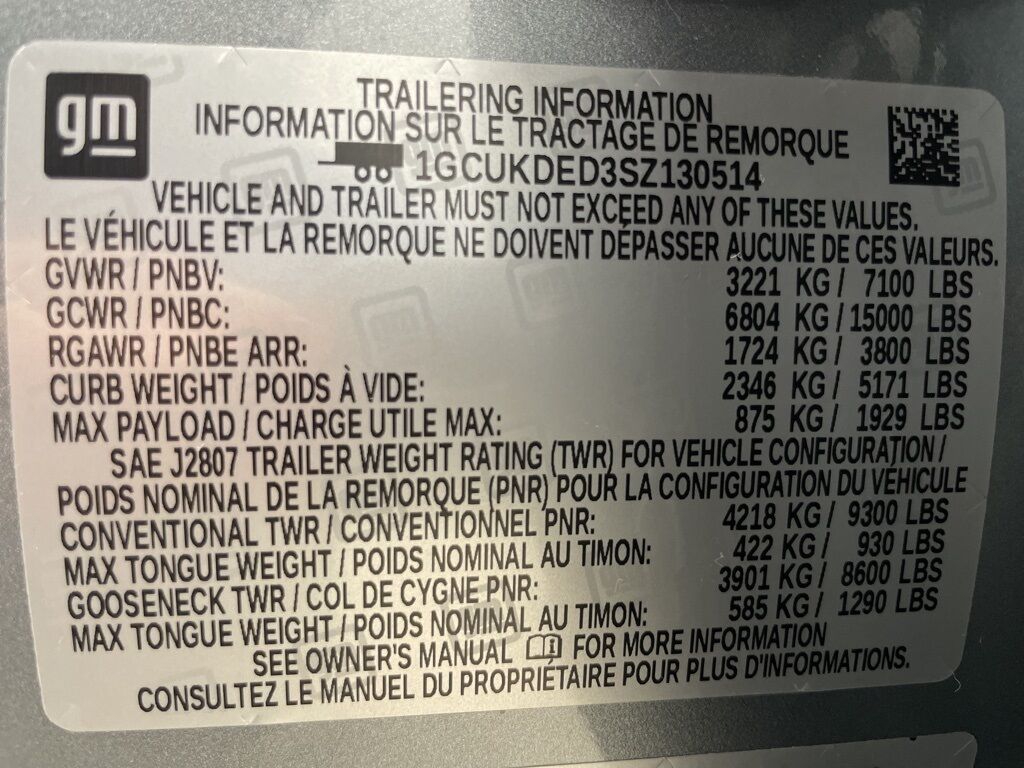 gm
TRAILERING INFORMATION
INFORMATION SUR LE TRACTAGE DE REMORQUE
1GCUKDED3SZ130514
VEHICLE AND TRAILER MUST NOT EXCEED ANY OF THESE VALUES.
LE VÉHICULE ET LA REMORQUE NE DOIVENT DÉPASSER AUCUNE DE CES VALEURS.
GVWR / PNBV: 3221 KG / 7100 LBS
GCWR / PNBC: 6804 KG / 15000 LBS
RGAWR / PNBE ARR: 1724 KG / 3800 LBS
CURB WEIGHT / POIDS À VIDE: 2346 KG / 5171 LBS
MAX PAYLOAD / CHARGE UTILE MAX: 875 KG / 1929 LBS
SAE J2807 TRAILER WEIGHT RATING (TWR) FOR VEHICLE CONFIGURATION /
POIDS NOMINAL DE LA REMORQUE (PNR) POUR LA CONFIGURATION DU VÉHICULE
CONVENTIONAL TWR / CONVENTIONNEL PNR: 4218 KG / 9300 LBS
MAX TONGUE WEIGHT / POIDS NOMINAL AU TIMON: 422 KG / 930 LBS
GOOSENECK TWR / COL DE CYGNE PNR: 3901 KG / 8600 LBS
MAX TONGUE WEIGHT / POIDS NOMINAL AU TIMON: 585 KG / 1290 LBS
SEE OWNER'S MANUAL FOR MORE INFORMATION
CONSULTEZ LE MANUEL DU PROPRIÉTAIRE POUR PLUS D'INFORMATIONS.